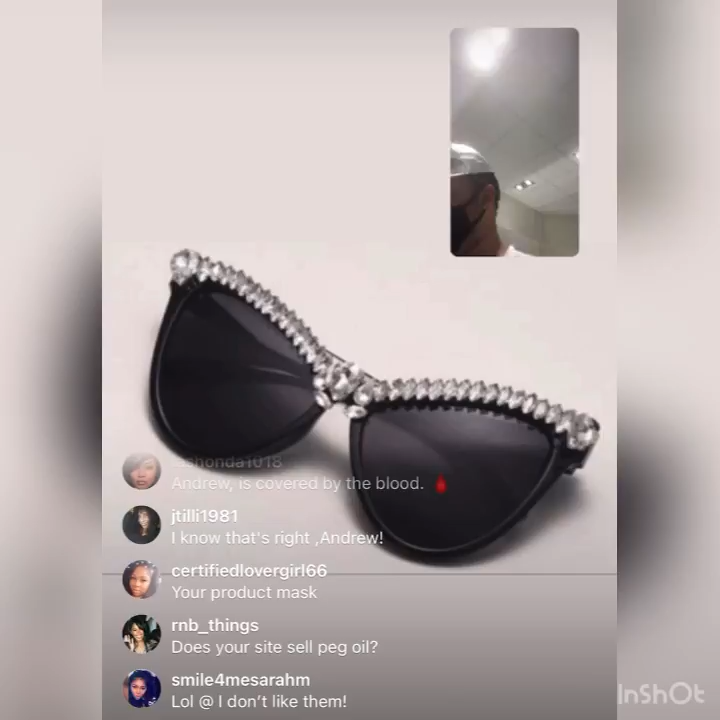 Andrew, is covered by the blood. 🩸
jtilli1981
I know that's right ,Andrew!
certifiedlovergirl66
Your product mask
rnb_things
Does your site sell peg oil?
smile4mesarahm
Lol @ I don't like them!
InShOt